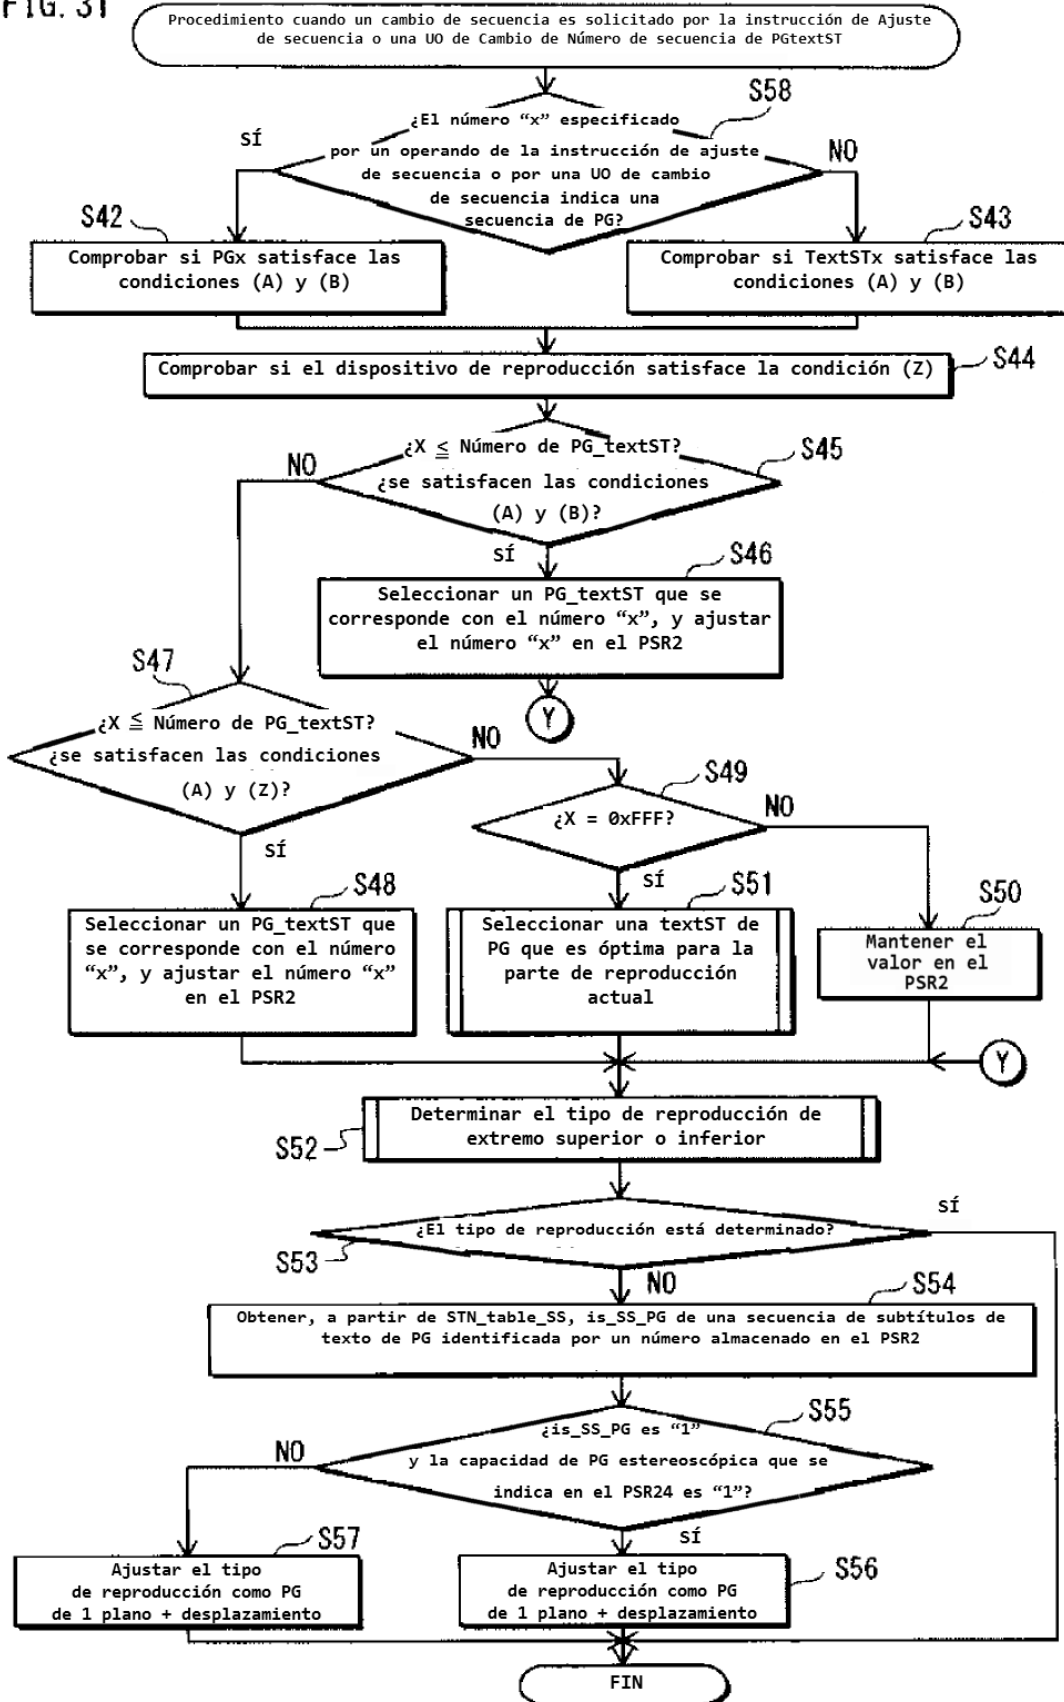 FIG. 31
Procedimiento cuando un cambio de secuencia es solicitado por la instrucción de Ajuste
de secuencia o una UO de Cambio de Número de secuencia de PGtextST
S58
¿El número “x” especificado
por un operando de la instrucción de ajuste
de secuencia o por una UO de cambio
de secuencia indica una
secuencia de PG?
SÍ
NO
S42
Comprobar si PGx satisface las
condiciones (A) y (B)
S43
Comprobar si TextSTx satisface las
condiciones (A) y (B)
Comprobar si el dispositivo de reproducción satisface la condición (Z)
S44
¿X ≦ Número de PG_textST?
¿se satisfacen las condiciones
(A) y (B)?
S45
NO
SÍ
S46
Seleccionar un PG_textST que se
corresponde con el número “x”, y ajustar
el número “x” en el PSR2
Y
S47
¿X ≦ Número de PG_textST?
¿se satisfacen las condiciones
(A) y (Z)?
NO
SÍ
S49
¿X = 0xFFF?
NO
SÍ
S48
Seleccionar un PG_textST que
se corresponde con el número
“x”, y ajustar el número “x”
en el PSR2
S51
Seleccionar una textST de
PG que es óptima para la
parte de reproducción
actual
S50
Mantener el
valor en el
PSR2
Y
S52
Determinar el tipo de reproducción de
extremo superior o inferior
S53
¿El tipo de reproducción está determinado?
SÍ
NO
S54
Obtener, a partir de STN_table_SS, is_SS_PG de una secuencia de subtítulos de
texto de PG identificada por un número almacenado en el PSR2
S55
¿is_SS_PG es “1”
y la capacidad de PG estereoscópica que se
indica en el PSR24 es “1”?
NO
SÍ
S57
Ajustar el tipo
de reproducción como PG
de 1 plano + desplazamiento
S56
Ajustar el tipo
de reproducción como PG
de 1 plano + desplazamiento
FIN